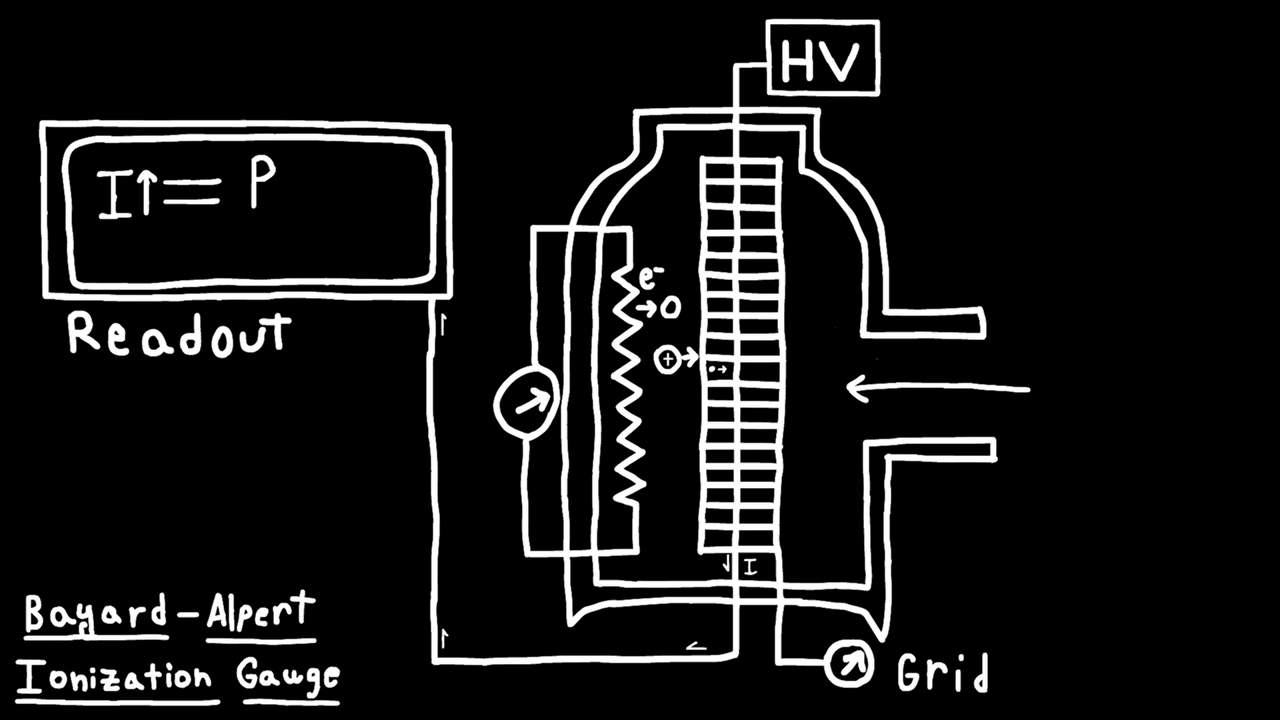 HV
I↑= P
Readout
e⁻
→O
+
I
Grid
Bayard-Alpert
Ionization Gauge